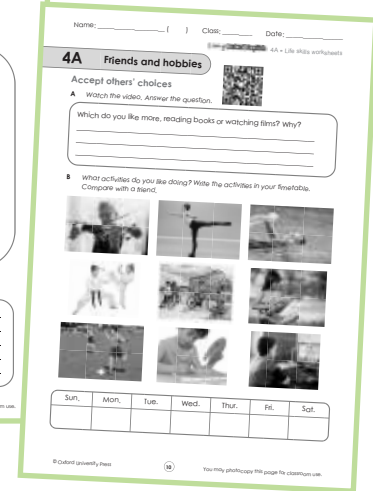 Name: ____________ (    ) Class: ______ Date: ____________
4A • Life skills worksheets
4A Friends and hobbies
Accept others' choices
A Watch the video. Answer the question.
Which do you like more, reading books or watching films? Why?
B What activities do you like doing? Write the activities in your timetable.
Compare with a friend.
Sun. Mon. Tue. Wed. Thur. Fri. Sat.
© Oxford University Press
10
You may photocopy this page for classroom use.